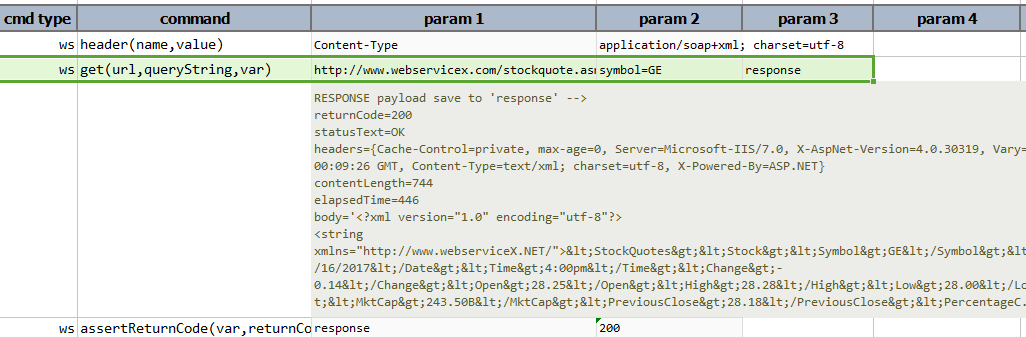 cmd type command param 1 param 2 param 3 param 4
ws header(name,value) Content-Type application/soap+xml; charset=utf-8
ws get(url,queryString,var) http://www.webservicex.com/stockquote.as symbol=GE response
RESPONSE payload save to 'response' -->
returnCode=200
statusText=OK
headers={Cache-Control=private, max-age=0, Server=Microsoft-IIS/7.0, X-AspNet-Version=4.0.30319, Vary=
00:09:26 GMT, Content-Type=text/xml; charset=utf-8, X-Powered-By=ASP.NET}
contentLength=744
elapsedTime=446
body='<?xml version="1.0" encoding="utf-8"?>
<string
xmlns="http://www.webserviceX.NET/">&lt;StockQuotes&gt;&lt;Stock&gt;&lt;Symbol&gt;GE&lt;/Symbol&gt;&lt
/16/2017&lt;/Date&gt;&lt;Time&gt;4:00pm&lt;/Time&gt;&lt;Change&gt;-
0.14&lt;/Change&gt;&lt;Open&gt;28.25&lt;/Open&gt;&lt;High&gt;28.28&lt;/High&gt;&lt;Low&gt;28.00&lt;/Lo
t;&lt;MktCap&gt;243.50B&lt;/MktCap&gt;&lt;PreviousClose&gt;28.18&lt;/PreviousClose&gt;&lt;PercentageC.
ws assertReturnCode(var,returnCo response 200